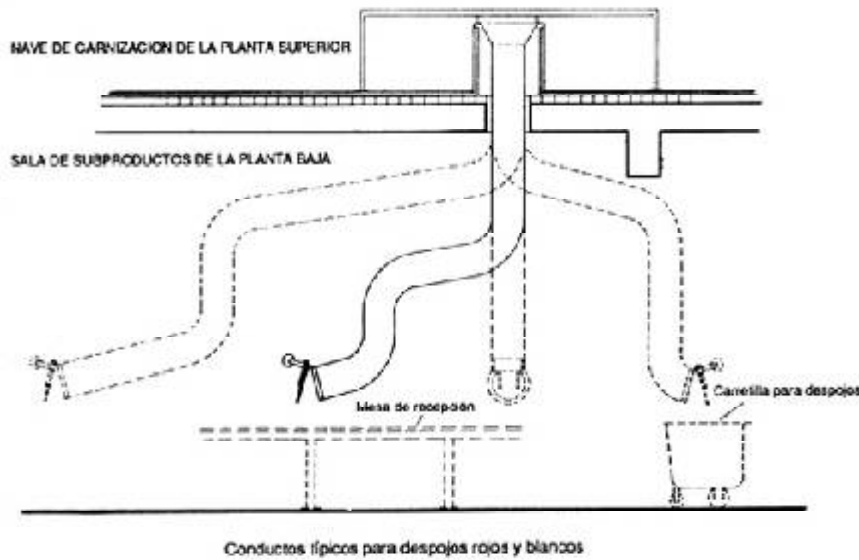 NAVE DE CARNIZACION DE LA PLANTA SUPERIOR
SALA DE SUBPRODUCTOS DE LA PLANTA BAJA
Mesa de recepción
Carretilla para despojos
Conductos típicos para despojos rojos y blancos